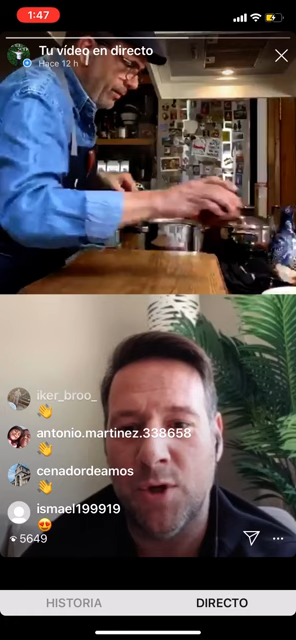 1:47
Tu vídeo en directo
Hace 12 h
iker_broo_
👏
antonio.martinez.338658
👏
cenadordeamos
👏
ismael199919
😍
5649
HISTORIA
DIRECTO